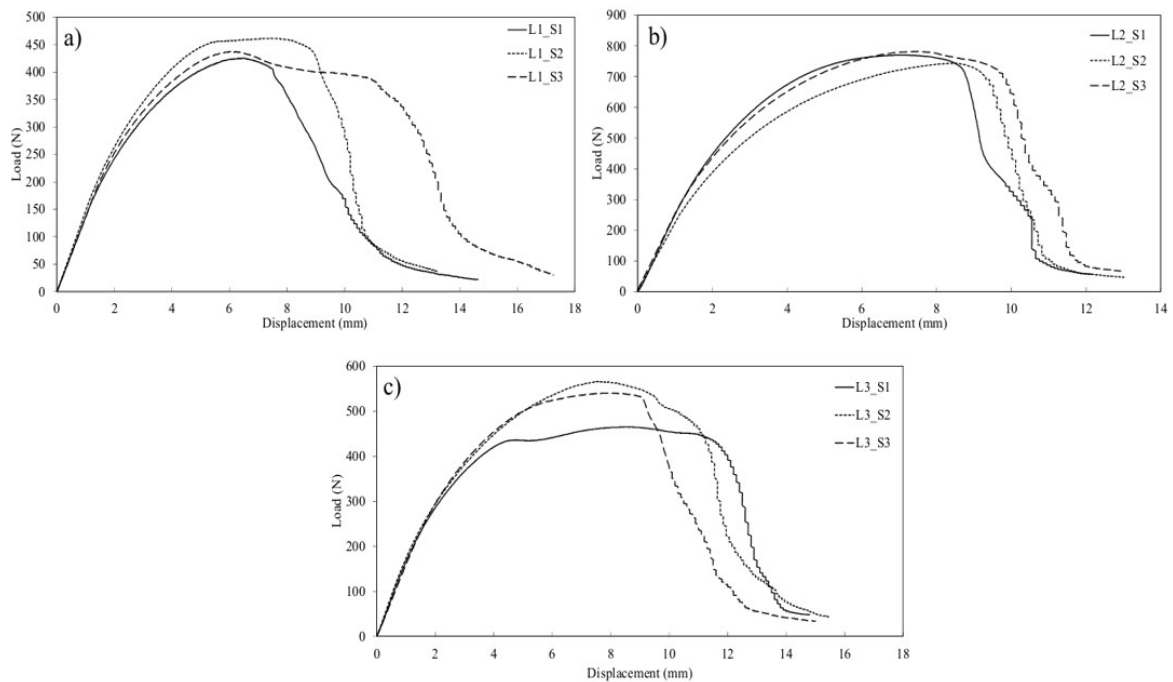 a)
L1_S1
L1_S2
L1_S3
Load (N)
500
450
400
350
300
250
200
150
100
50
0
0 2 4 6 8 10 12 14 16 18
Displacement (mm)
b)
L2_S1
L2_S2
L2_S3
Load (N)
900
800
700
600
500
400
300
200
100
0
0 2 4 6 8 10 12 14
Displacement (mm)
c)
L3_S1
L3_S2
L3_S3
Load (N)
600
500
400
300
200
100
0
0 2 4 6 8 10 12 14 16 18
Displacement (mm)